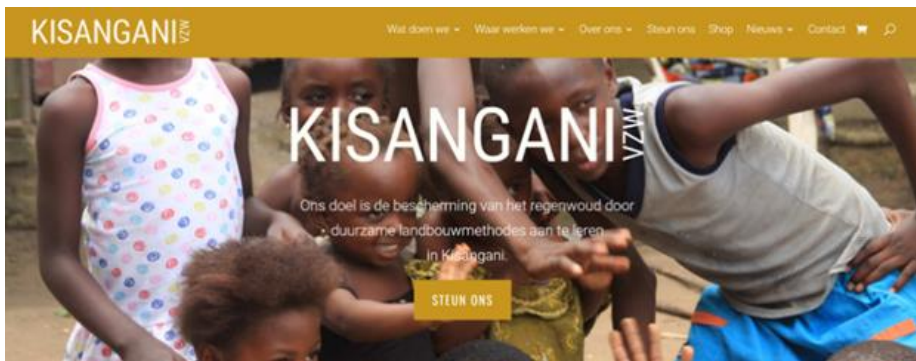 KISANGANI VZW
Wat doen we Waar werken we Over ons Steun ons Shop Nieuws Contact
KISANGANI VZW
Ons doel is de bescherming van het regenwoud door
duurzame landbouwmethodes aan te leren
in Kisangani.
STEUN ONS